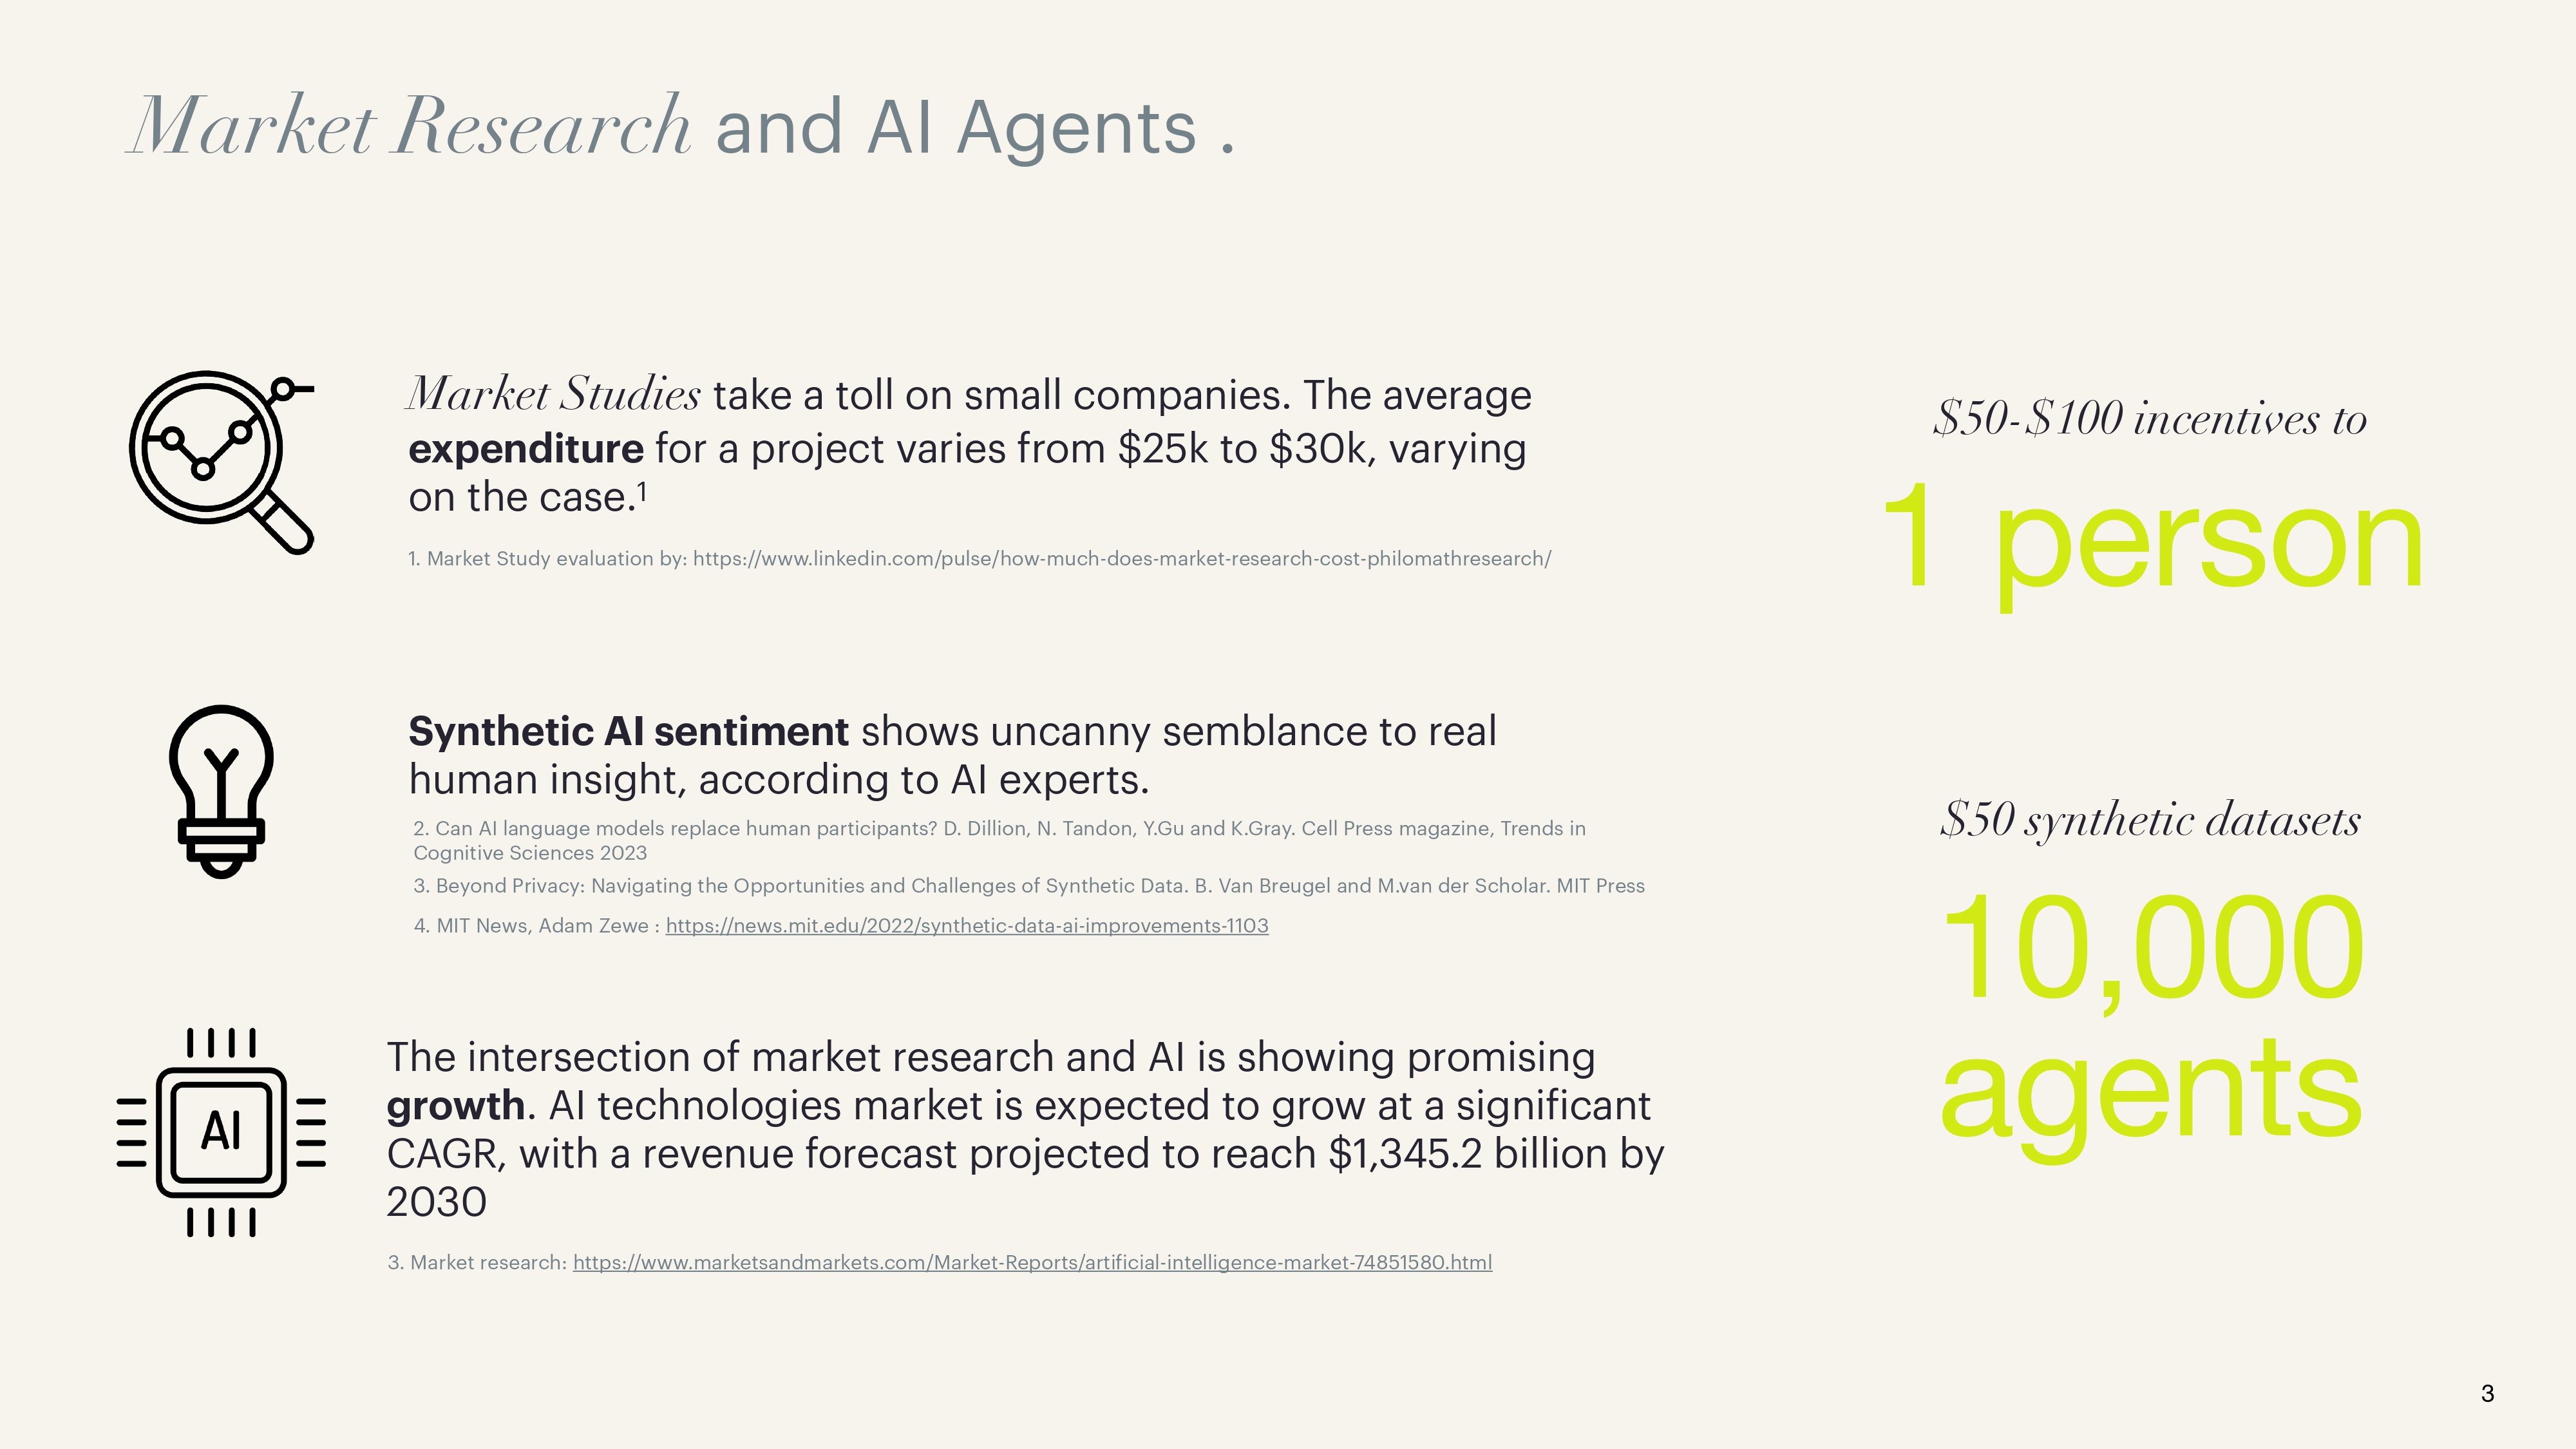 Market Research and AI Agents .
Market Studies take a toll on small companies. The average
expenditure for a project varies from $25k to $30k, varying
on the case.¹
1. Market Study evaluation by: https://www.linkedin.com/pulse/how-much-does-market-research-cost-philomathresearch/
$50-$100 incentives to
1 person
Synthetic AI sentiment shows uncanny semblance to real
human insight, according to AI experts.
2. Can AI language models replace human participants? D. Dillion, N. Tandon, Y.Gu and K.Gray. Cell Press magazine, Trends in
Cognitive Sciences 2023
3. Beyond Privacy: Navigating the Opportunities and Challenges of Synthetic Data. B. Van Breugel and M.van der Scholar. MIT Press
4. MIT News, Adam Zewe : https://news.mit.edu/2022/synthetic-data-ai-improvements-1103
$50 synthetic datasets
10,000
agents
AI
The intersection of market research and AI is showing promising
growth. AI technologies market is expected to grow at a significant
CAGR, with a revenue forecast projected to reach $1,345.2 billion by
2030
3. Market research: https://www.marketsandmarkets.com/Market-Reports/artificial-intelligence-market-74851580.html
3